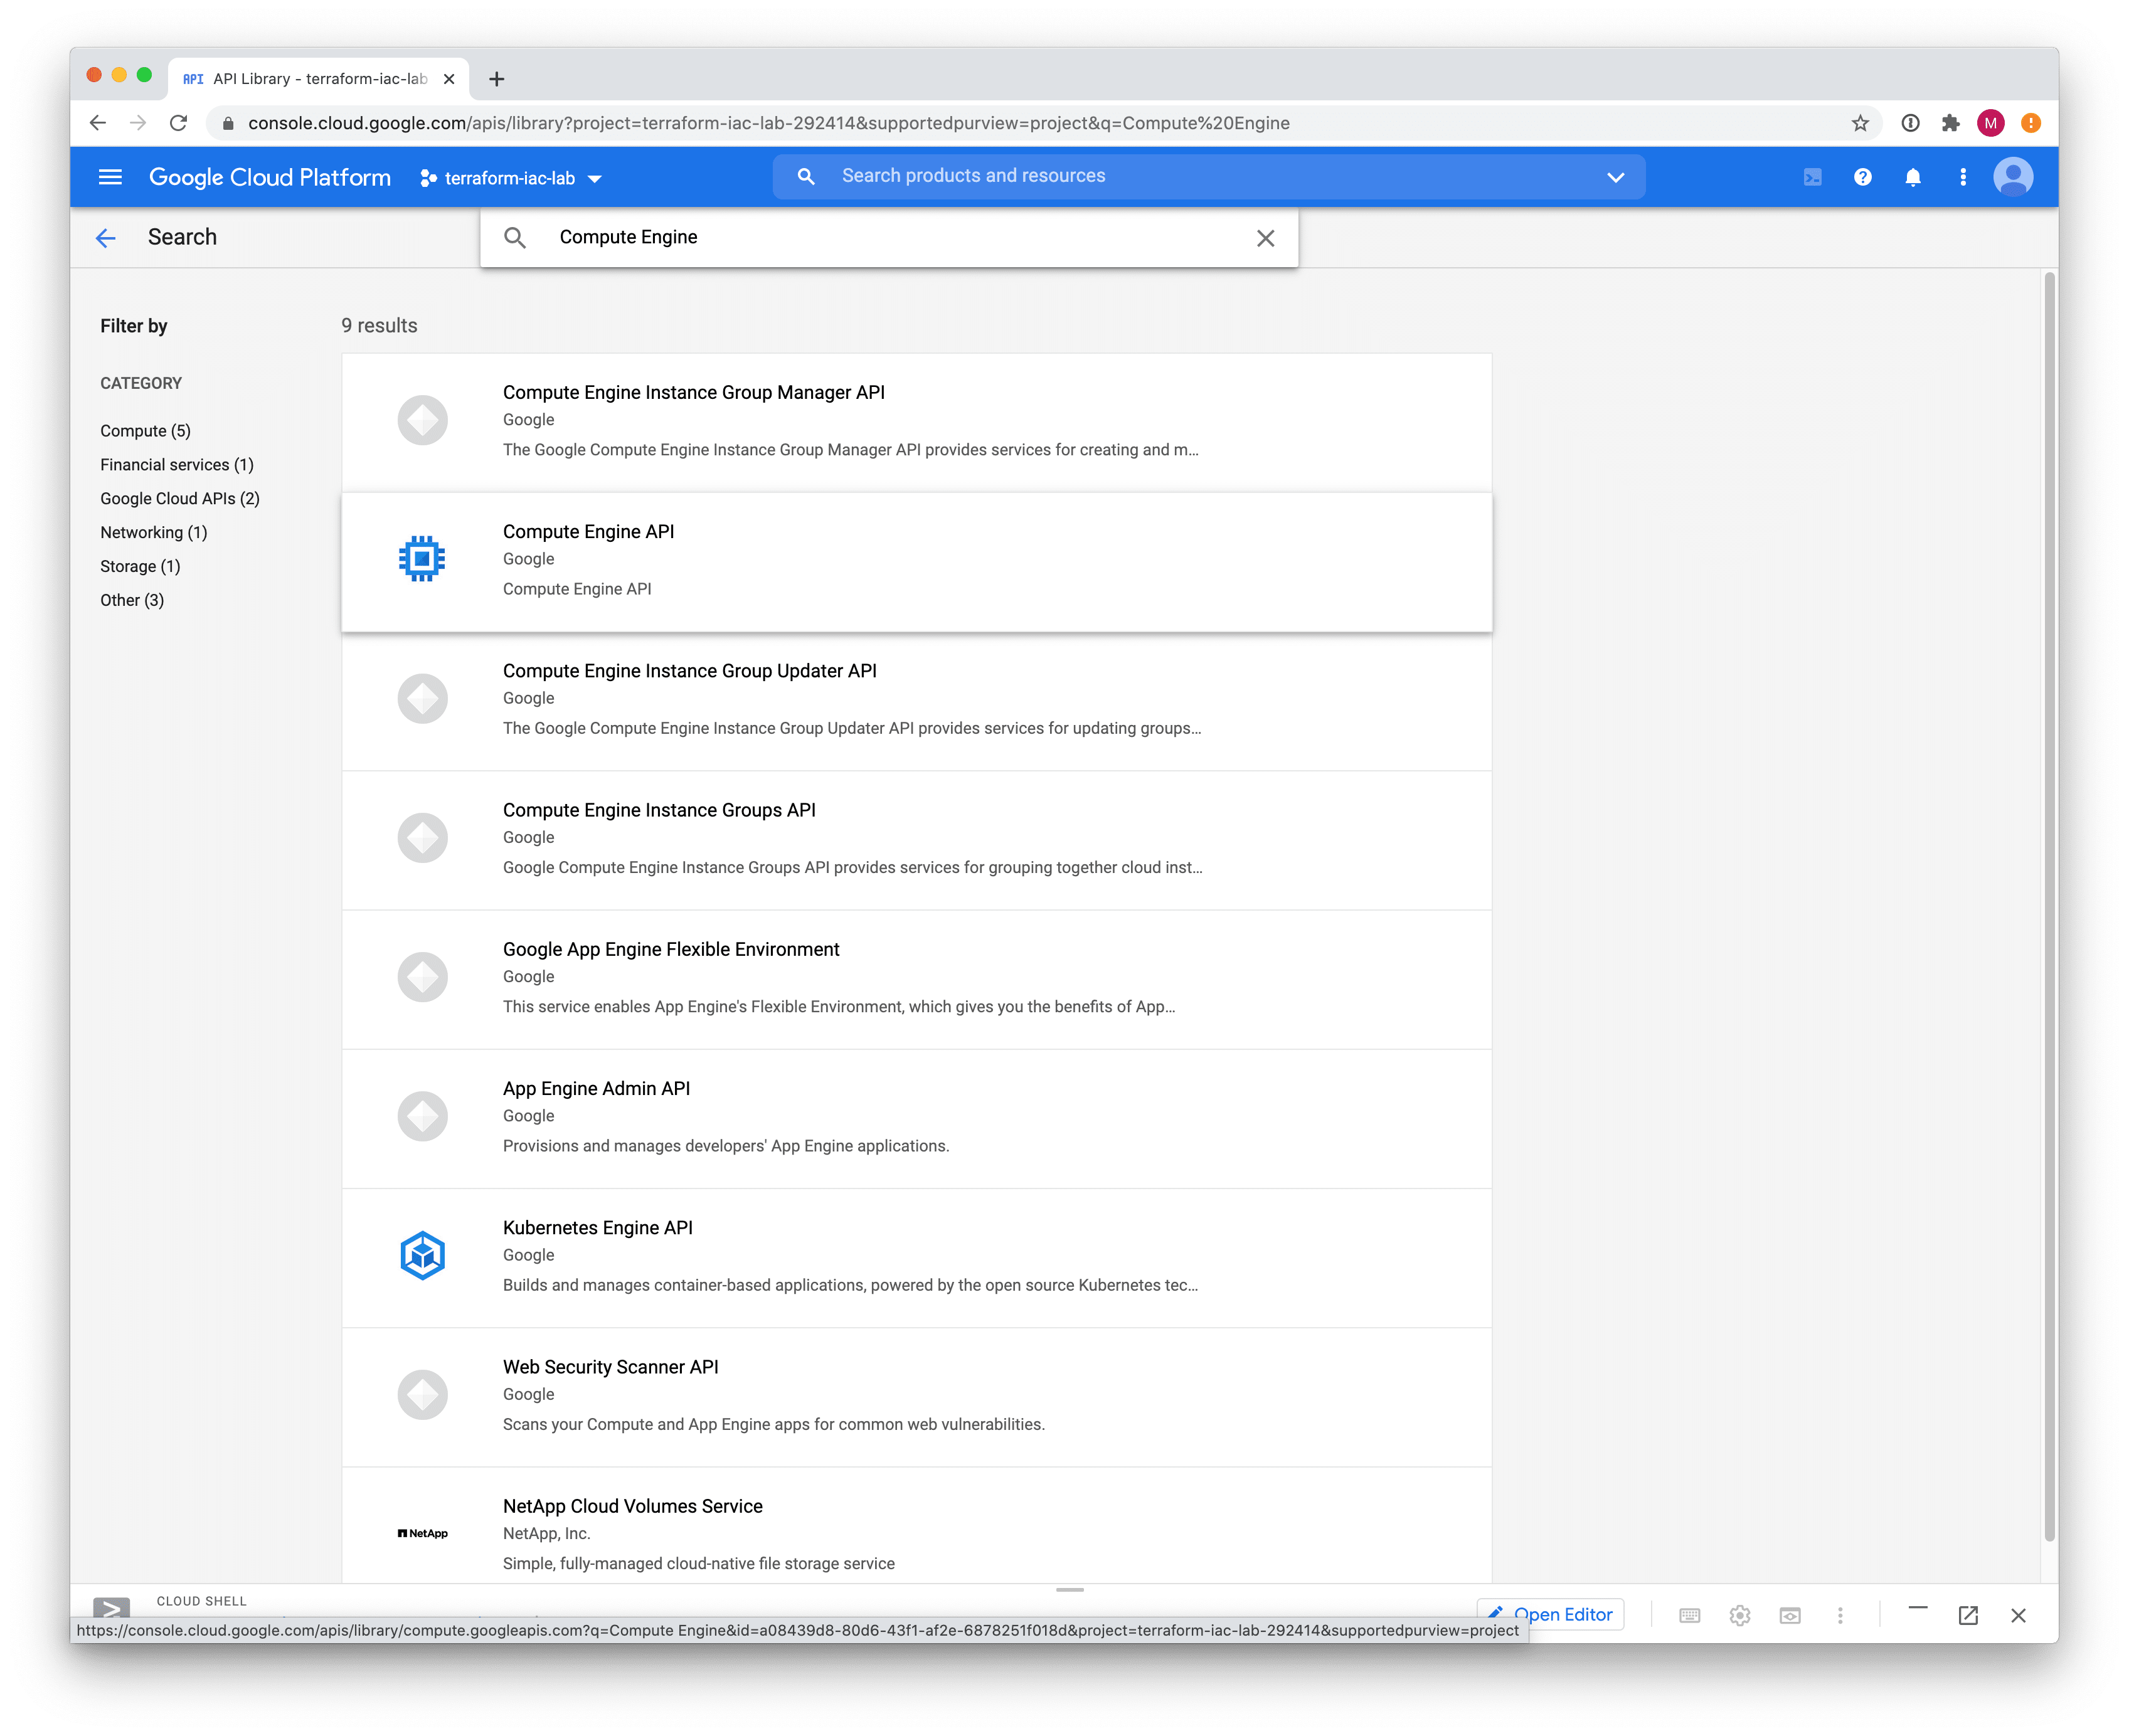 API API Library - terraform-iac-lab
console.cloud.google.com/apis/library?project=terraform-iac-lab-292414&supportedpurview=project&q=Compute%20Engine
M
Google Cloud Platform
terraform-iac-lab
Search products and resources
Search
Compute Engine
Filter by
CATEGORY
Compute (5)
Financial services (1)
Google Cloud APIs (2)
Networking (1)
Storage (1)
Other (3)
9 results
Compute Engine Instance Group Manager API
Google
The Google Compute Engine Instance Group Manager API provides services for creating and m...
Compute Engine API
Google
Compute Engine API
Compute Engine Instance Group Updater API
Google
The Google Compute Engine Instance Group Updater API provides services for updating groups...
Compute Engine Instance Groups API
Google
Google Compute Engine Instance Groups API provides services for grouping together cloud inst...
Google App Engine Flexible Environment
Google
This service enables App Engine's Flexible Environment, which gives you the benefits of App...
App Engine Admin API
Google
Provisions and manages developers' App Engine applications.
Kubernetes Engine API
Google
Builds and manages container-based applications, powered by the open source Kubernetes tec...
Web Security Scanner API
Google
Scans your Compute and App Engine apps for common web vulnerabilities.
NetApp
NetApp Cloud Volumes Service
NetApp, Inc.
Simple, fully-managed cloud-native file storage service
CLOUD SHELL
Open Editor
https://console.cloud.google.com/apis/library/compute.googleapis.com?q=Compute Engine&id=a08439d8-80d6-43f1-af2e-6878251f018d&project=terraform-iac-lab-292414&supportedpurview=project